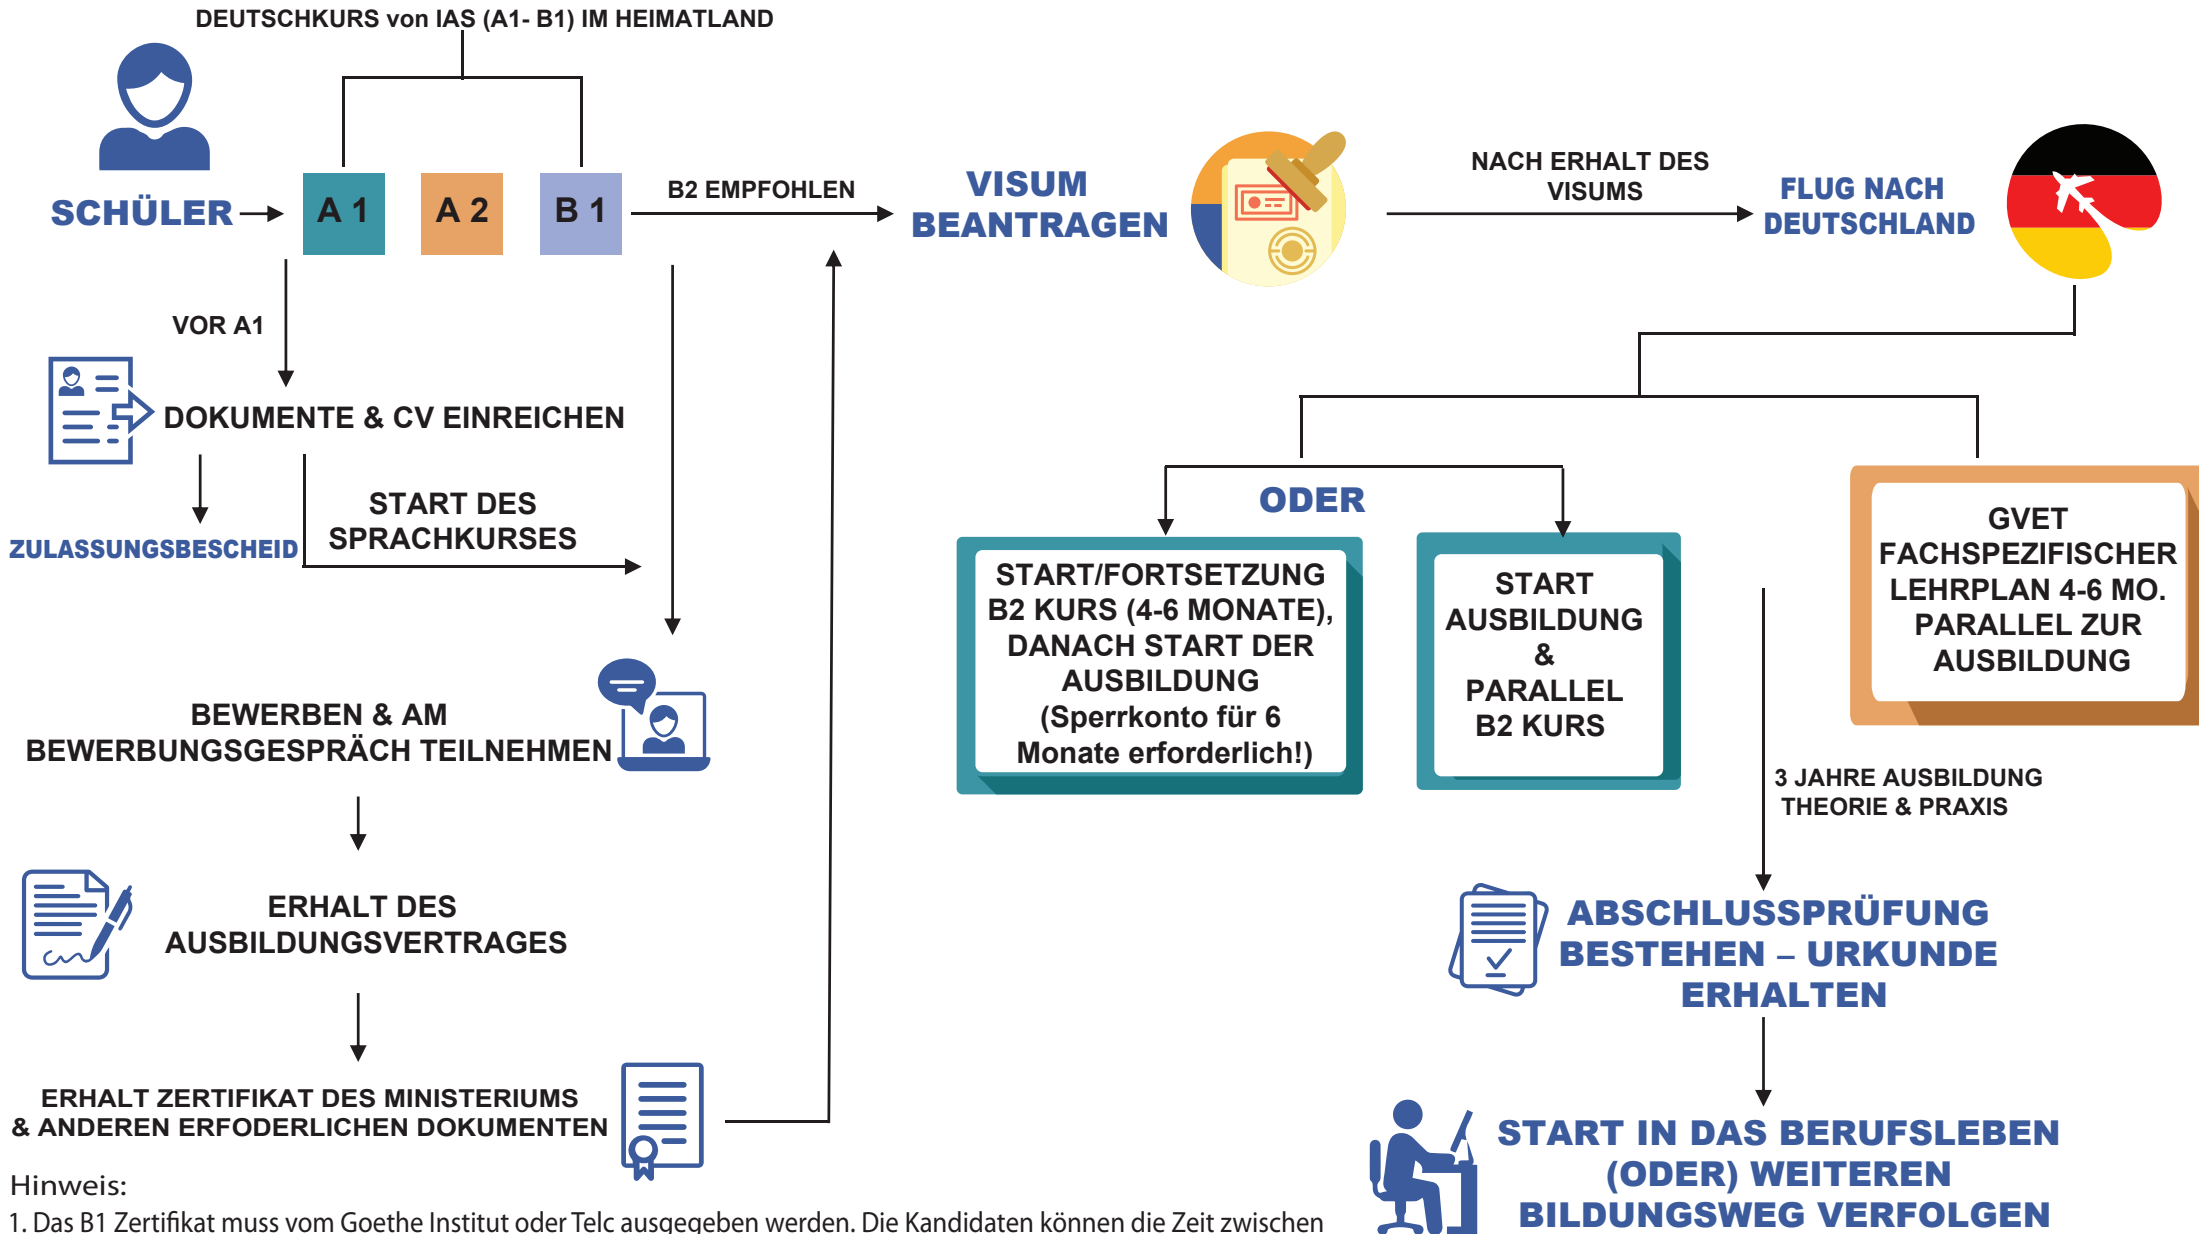 DEUTSCHKURS von IAS (A1- B1) IM HEIMATLAND
SCHÜLER
A 1
A 2
B 1
B2 EMPFOHLEN
VISUM
BEANTRAGEN
NACH ERHALT DES
VISUMS
FLUG NACH
DEUTSCHLAND
VOR A1
DOKUMENTE & CV EINREICHEN
START DES
SPRACHKURSES
ZULASSUNGSBESCHEID
BEWERBEN & AM
BEWERBUNGSGESPRÄCH TEILNEHMEN
ERHALT DES
AUSBILDUNGSVERTRAGES
ERHALT ZERTIFIKAT DES MINISTERIUMS
& ANDEREN ERFODERLICHEN DOKUMENTEN
ODER
START/FORTSETZUNG
B2 KURS (4-6 MONATE),
DANACH START DER
AUSBILDUNG
(Sperrkonto für 6
Monate erforderlich!)
START
AUSBILDUNG
&
PARALLEL
B2 KURS
GVET
FACHSPEZIFISCHER
LEHRPLAN 4-6 MO.
PARALLEL ZUR
AUSBILDUNG
3 JAHRE AUSBILDUNG
THEORIE & PRAXIS
ABSCHLUSSPRÜFUNG
BESTEHEN – URKUNDE
ERHALTEN
START IN DAS BERUFSLEBEN
(ODER) WEITEREN
BILDUNGSWEG VERFOLGEN
Hinweis:
1. Das B1 Zertifikat muss vom Goethe Institut oder Telc ausgegeben werden. Die Kandidaten können die Zeit zwischen